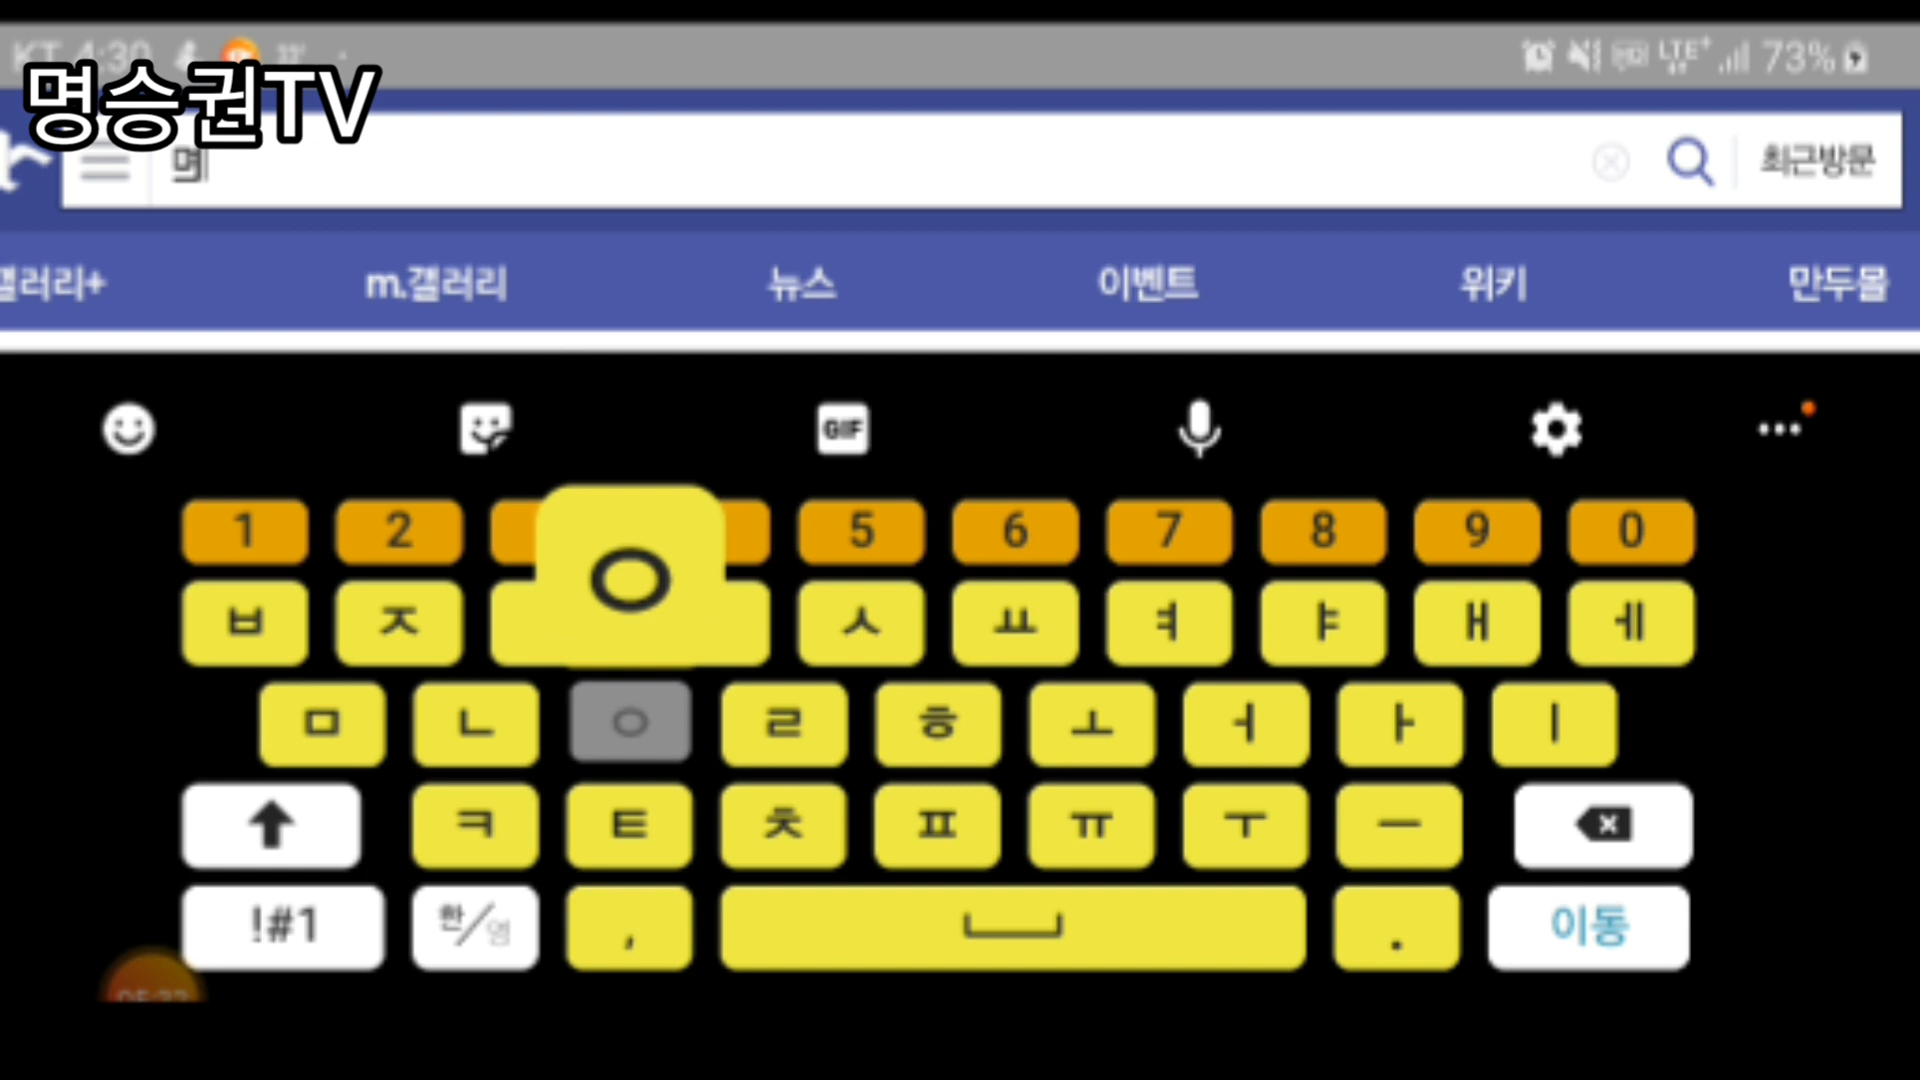 KT 4:39 LTE+ 73%
명승권TV
며 최근방문
갤러리+ m.갤러리 뉴스 이벤트 위키 만두몰
GIF
1 2 5 6 7 8 9 0
ㅇ
ㅂ ㅈ ㅅ ㅛ ㅕ ㅑ ㅐ ㅔ
ㅁ ㄴ ㅇ ㄹ ㅎ ㅗ ㅓ ㅏ ㅣ
ㅋ ㅌ ㅊ ㅍ ㅠ ㅜ ㅡ
!#1 한/영 , . 이동